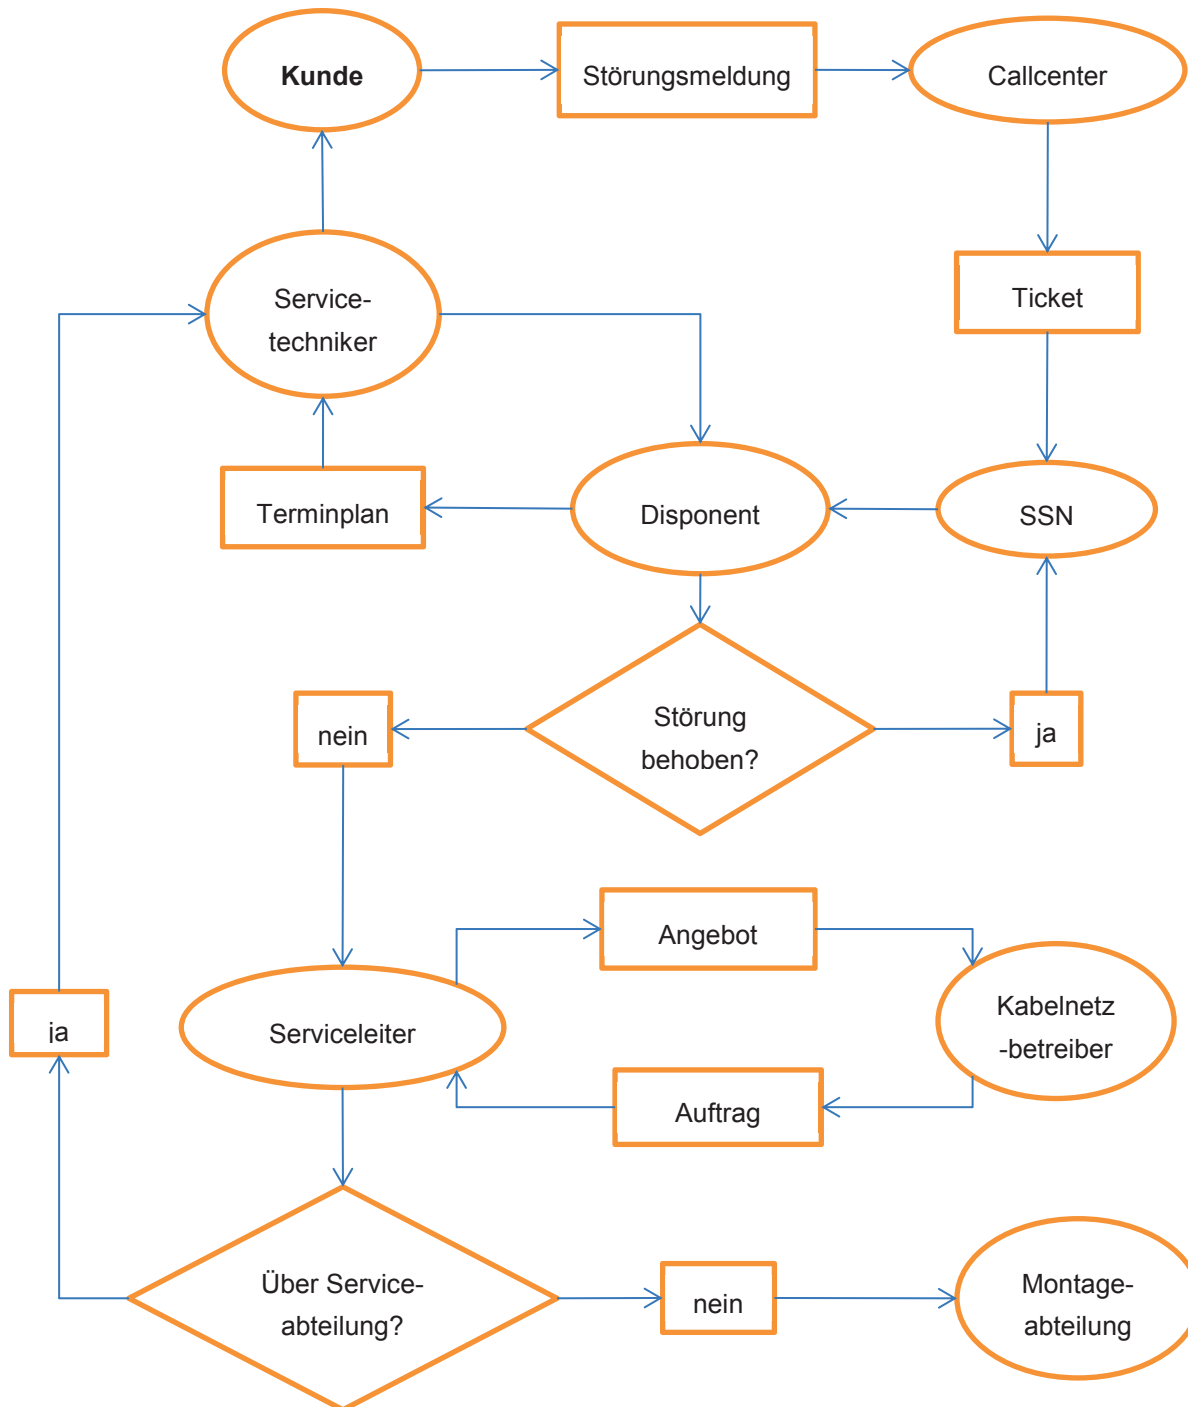 Kunde
Störungsmeldung
Callcenter
Service-
techniker
Ticket
Terminplan
Disponent
SSN
nein
Störung
behoben?
ja
Angebot
ja
Serviceleiter
Kabelnetz
-betreiber
Auftrag
Über Service-
abteilung?
nein
Montage-
abteilung